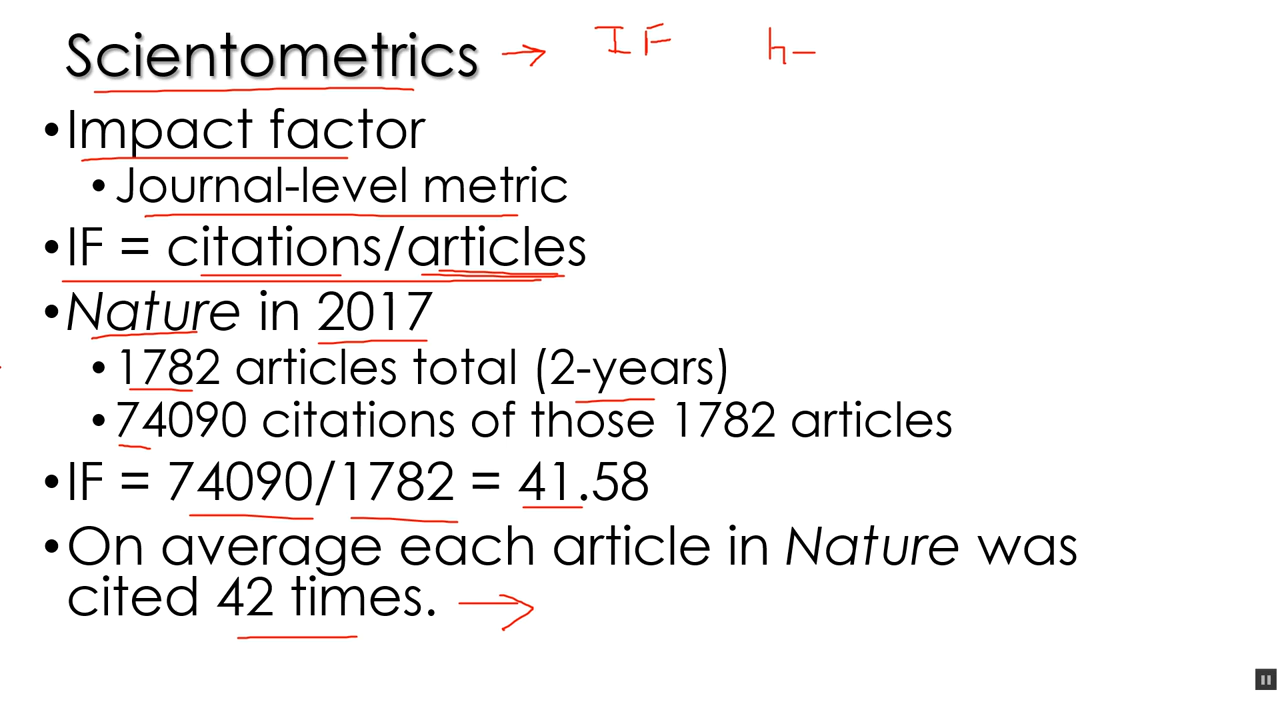 Scientometrics → IF h-
•Impact factor
•Journal-level metric
•IF = citations/articles
•Nature in 2017
•1782 articles total (2-years)
•74090 citations of those 1782 articles
•IF = 74090/1782 = 41.58
•On average each article in Nature was
cited 42 times. →